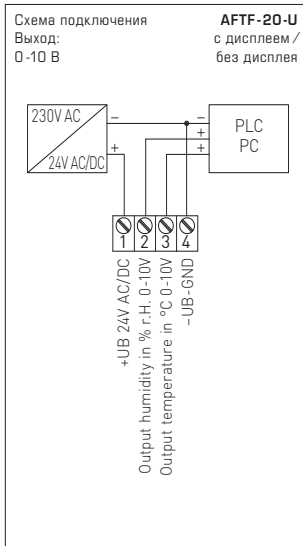 Схема подключения AFTF-20-U
Выход: с дисплеем /
0-10 В без дисплея
230V AC
24V AC/DC
–
+
–
+
+
PLC
PC
1 2 3 4
+UB 24V AC/DC
Output humidity in % r.H. 0-10V
Output temperature in °C 0-10V
–UB-GND